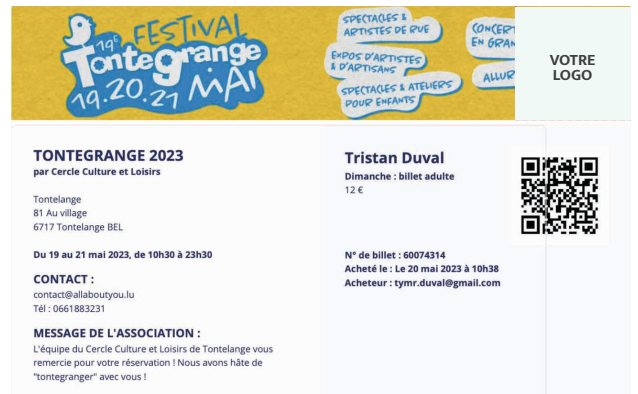 19e FESTIVAL
Tontegrange
19.20.21 MAI
SPECTACLES &
ARTISTES DE RUE
EXPOS D'ARTISTES
& D'ARTISANS
SPECTACLES & ATELIERS
POUR ENFANTS
CONCERT
EN GRAN
ALLUR
VOTRE
LOGO
TONTEGRANGE 2023
par Cercle Culture et Loisirs
Tontelange
81 Au village
6717 Tontelange BEL
Du 19 au 21 mai 2023, de 10h30 à 23h30
CONTACT :
contact@allaboutyou.lu
Tél : 0661883231
MESSAGE DE L'ASSOCIATION :
L'équipe du Cercle Culture et Loisirs de Tontelange vous
remercie pour votre réservation ! Nous avons hâte de
"tontegranger" avec vous !
Tristan Duval
Dimanche : billet adulte
12 €
N° de billet : 60074314
Acheté le : Le 20 mai 2023 à 10h38
Acheteur : tymr.duval@gmail.com